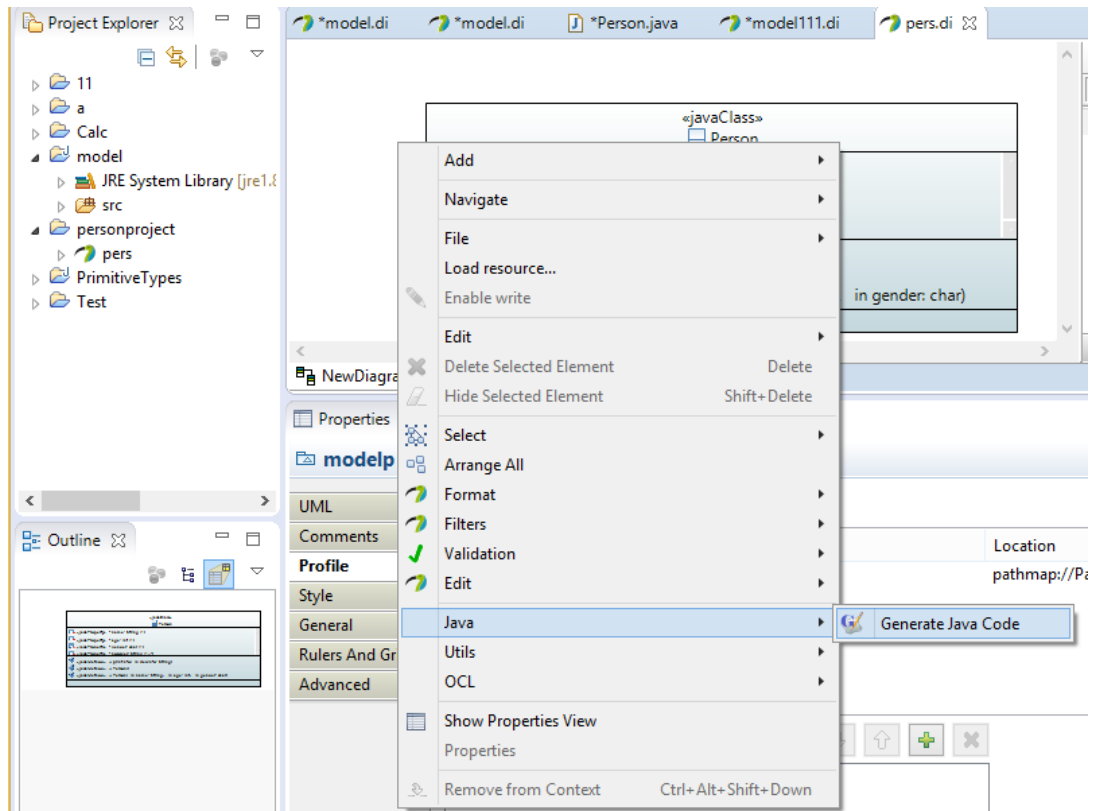 Project Explorer
*model.di
*model.di
*Person.java
*model111.di
pers.di
11
a
Calc
model
JRE System Library [jre1.8
src
personproject
pers
PrimitiveTypes
Test
«javaClass»
Person
in gender: char)
NewDiagra
Add
Navigate
File
Load resource...
Enable write
Edit
Delete Selected Element Delete
Hide Selected Element Shift+Delete
Select
Arrange All
Format
Filters
Validation
Edit
Java
Generate Java Code
Utils
OCL
Show Properties View
Properties
Remove from Context Ctrl+Alt+Shift+Down
Properties
modelp
UML
Comments
Profile
Style
General
Rulers And Gr
Advanced
Location
pathmap://Pa
Outline